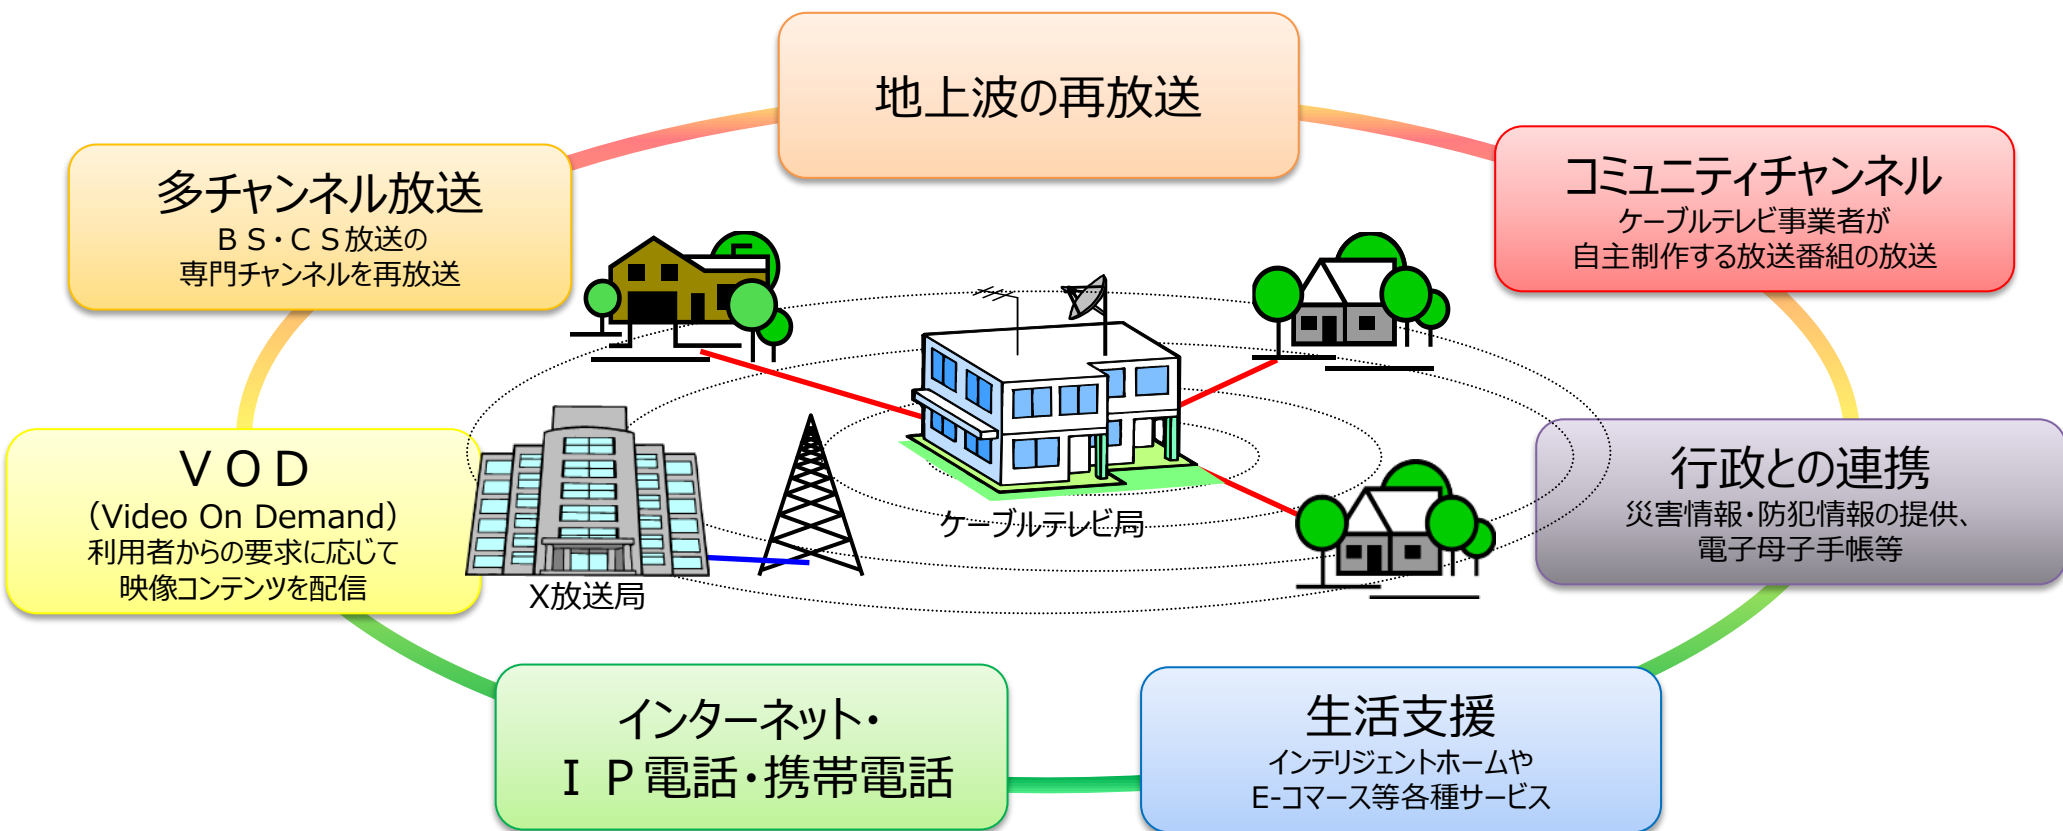 地上波の再放送
多チャンネル放送
ＢＳ・ＣＳ放送の
専門チャンネルを再放送
コミュニティチャンネル
ケーブルテレビ事業者が
自主制作する放送番組の放送
ＶＯＤ
（Video On Demand）
利用者からの要求に応じて
映像コンテンツを配信
X放送局
ケーブルテレビ局
行政との連携
災害情報・防犯情報の提供、
電子母子手帳等
インターネット・
ＩＰ電話・携帯電話
生活支援
インテリジェントホームや
E-コマース等各種サービス